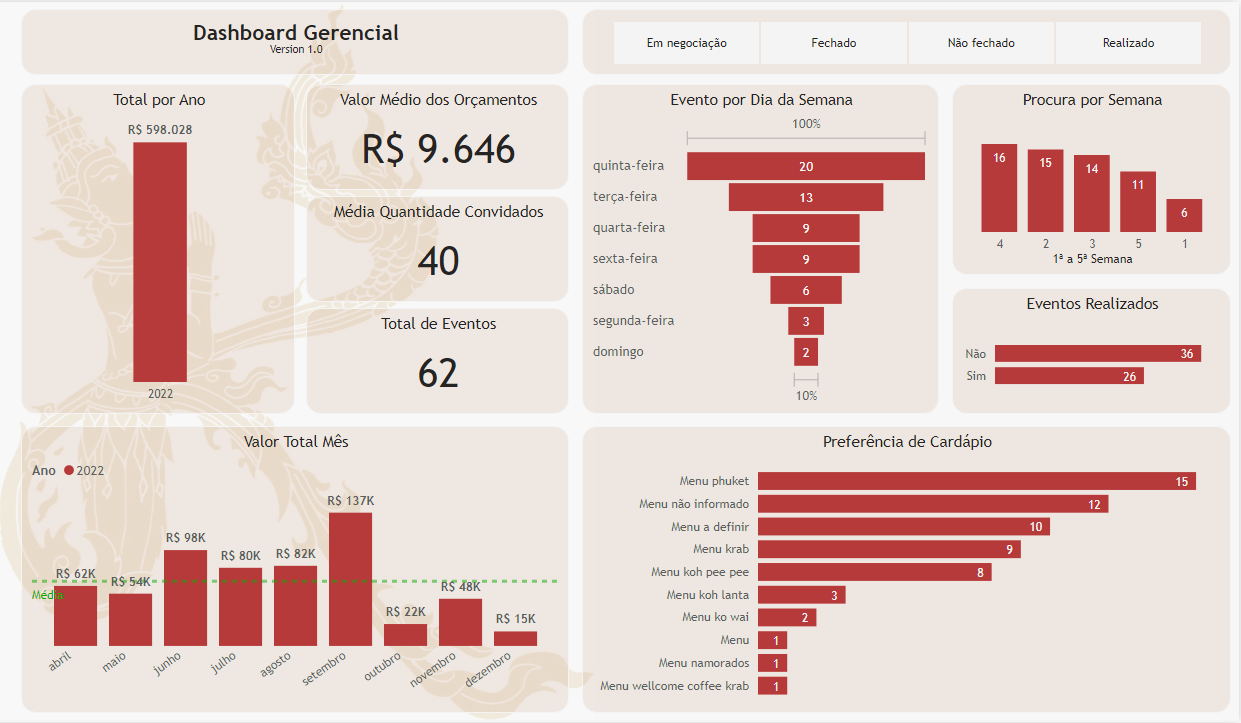 Dashboard Gerencial
Version 1.0
Em negociação
Fechado
Não fechado
Realizado
Total por Ano
R$ 598.028
2022
Valor Médio dos Orçamentos
R$ 9.646
Média Quantidade Convidados
40
Total de Eventos
62
Evento por Dia da Semana
100%
quinta-feira 20
terça-feira 13
quarta-feira 9
sexta-feira 9
sábado 6
segunda-feira 3
domingo 2
10%
Procura por Semana
16 15 14 11 6
4 2 3 5 1
1ª a 5ª Semana
Eventos Realizados
Não 36
Sim 26
Valor Total Mês
Ano 2022
R$ 62K R$ 54K R$ 98K R$ 80K R$ 82K R$ 137K R$ 22K R$ 48K R$ 15K
Média
abril maio junho julho agosto setembro outubro novembro dezembro
Preferência de Cardápio
Menu phuket 15
Menu não informado 12
Menu a definir 10
Menu krab 9
Menu koh pee pee 8
Menu koh lanta 3
Menu ko wai 2
Menu 1
Menu namorados 1
Menu wellcome coffee krab 1